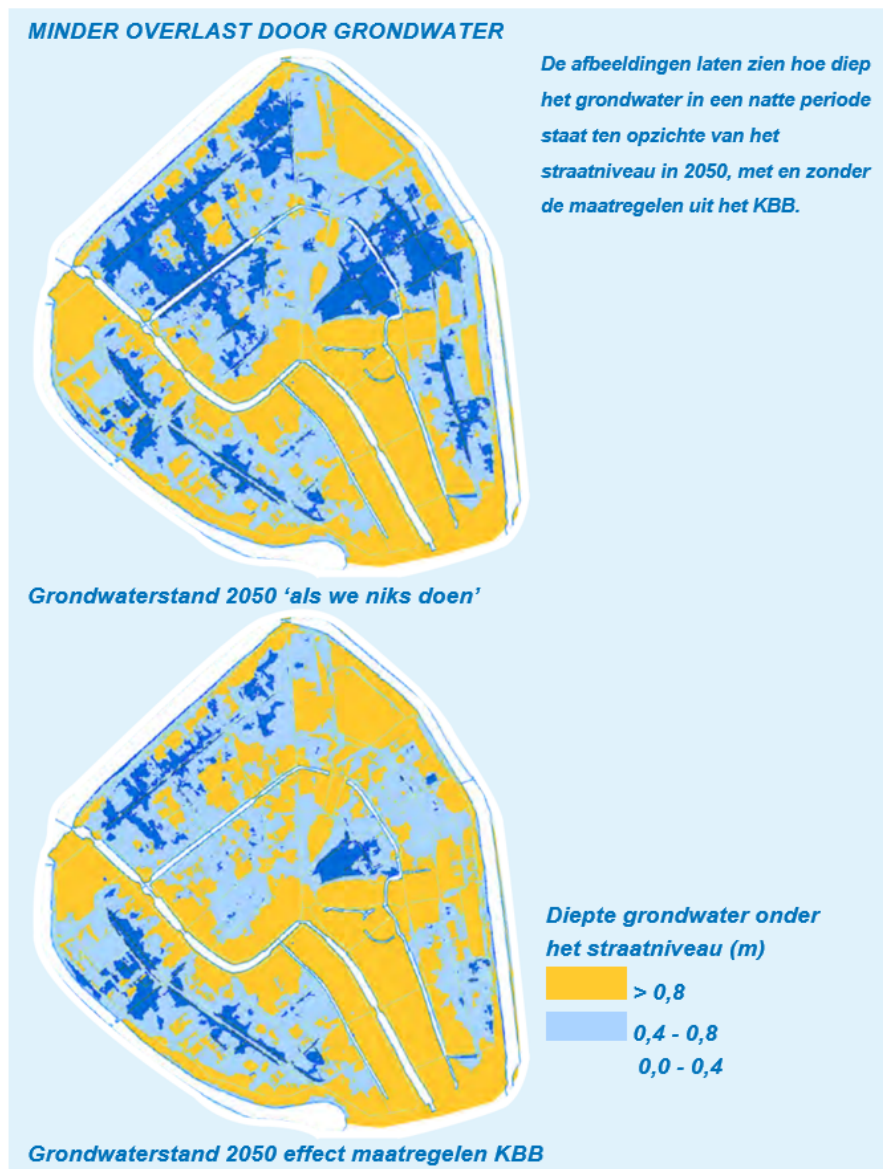 MINDER OVERLAST DOOR GRONDWATER
De afbeeldingen laten zien hoe diep
het grondwater in een natte periode
staat ten opzichte van het
straatniveau in 2050, met en zonder
de maatregelen uit het KBB.
Grondwaterstand 2050 ‘als we niks doen’
Diepte grondwater onder
het straatniveau (m)
> 0,8
0,4 - 0,8
0,0 - 0,4
Grondwaterstand 2050 effect maatregelen KBB